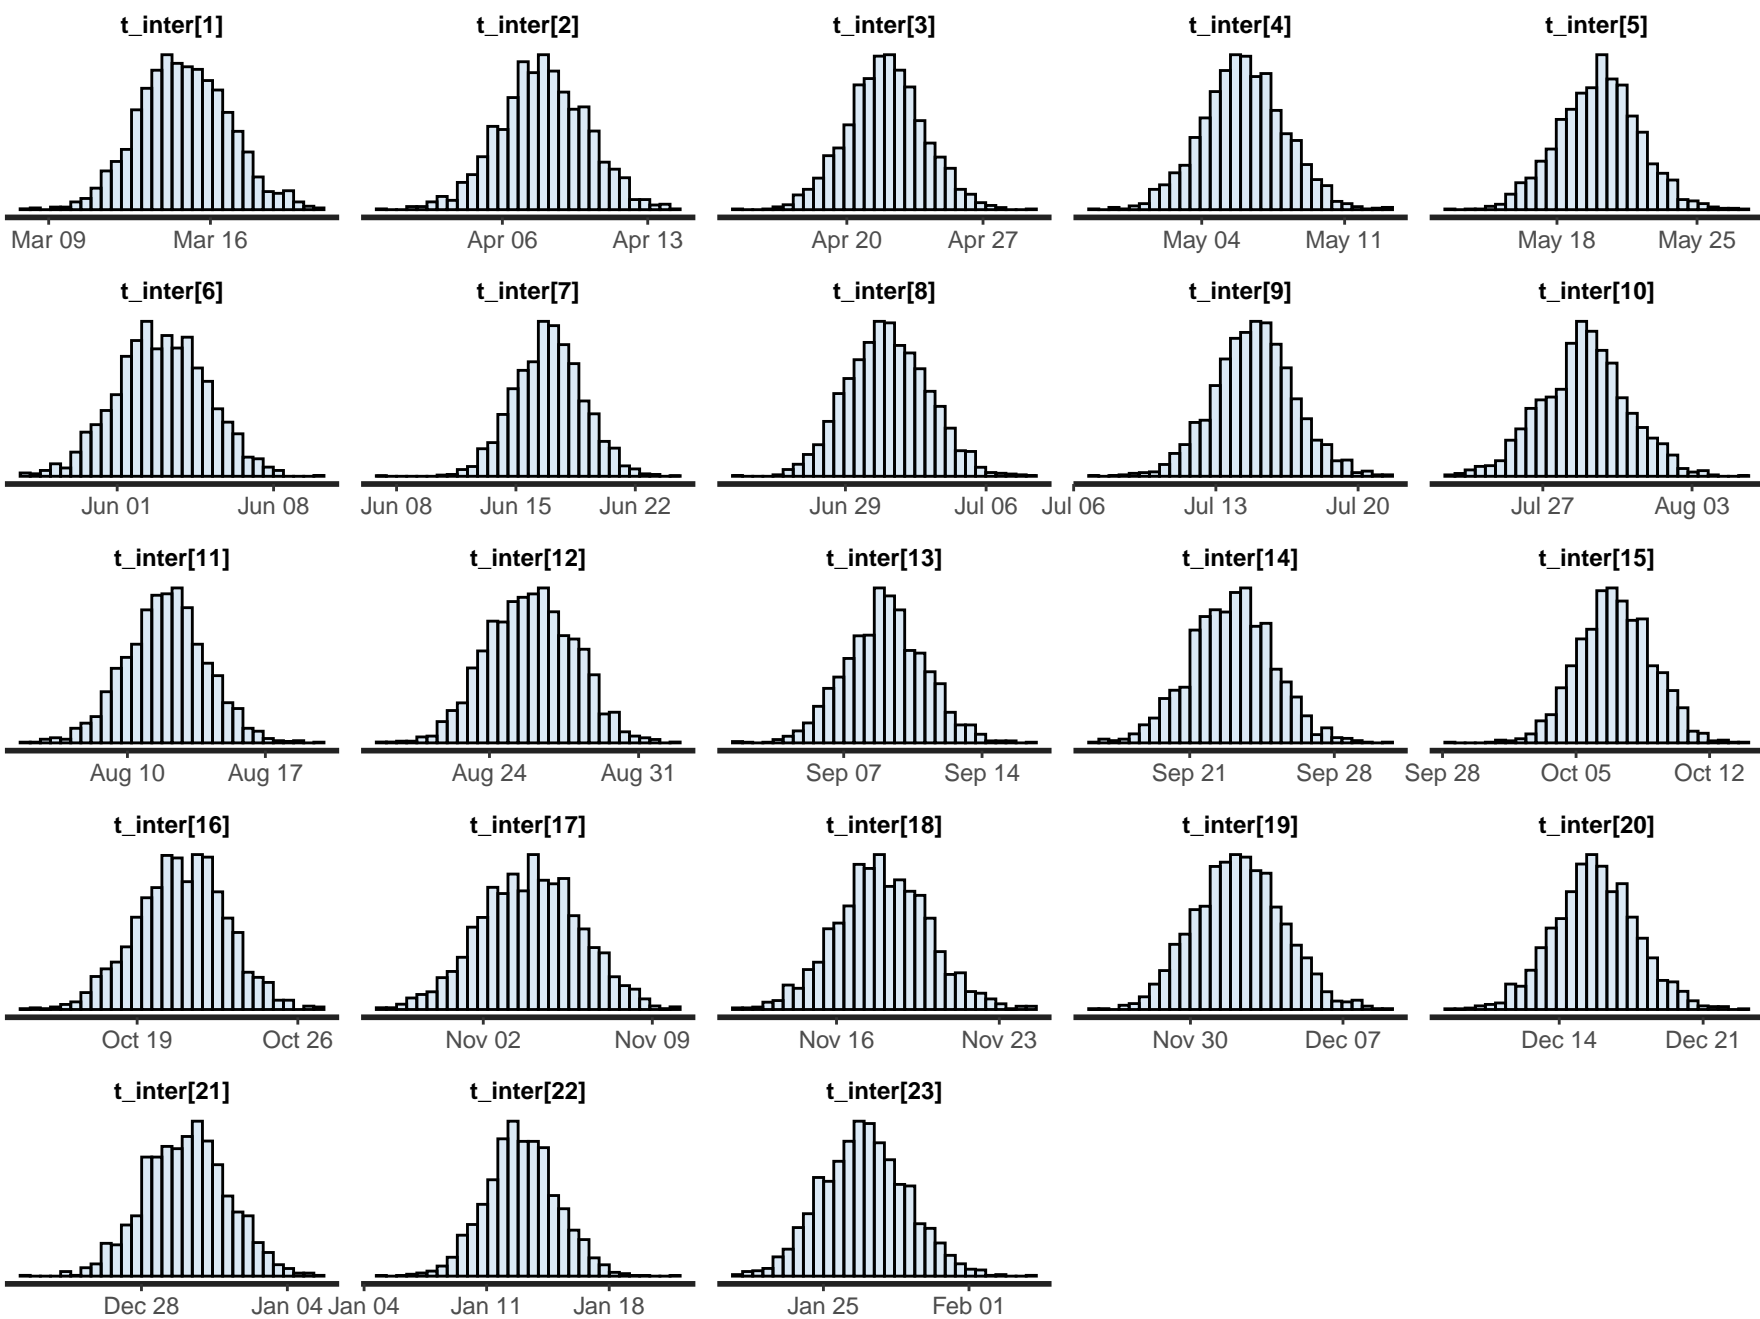 t_inter[1] t_inter[2] t_inter[3] t_inter[4] t_inter[5]
Mar 09 Mar 16 Apr 06 Apr 13 Apr 20 Apr 27 May 04 May 11 May 18 May 25
t_inter[6] t_inter[7] t_inter[8] t_inter[9] t_inter[10]
Jun 01 Jun 08 Jun 08 Jun 15 Jun 22 Jun 29 Jul 06 Jul 06 Jul 13 Jul 20 Jul 27 Aug 03
t_inter[11] t_inter[12] t_inter[13] t_inter[14] t_inter[15]
Aug 10 Aug 17 Aug 24 Aug 31 Sep 07 Sep 14 Sep 21 Sep 28 Sep 28 Oct 05 Oct 12
t_inter[16] t_inter[17] t_inter[18] t_inter[19] t_inter[20]
Oct 19 Oct 26 Nov 02 Nov 09 Nov 16 Nov 23 Nov 30 Dec 07 Dec 14 Dec 21
t_inter[21] t_inter[22] t_inter[23]
Dec 28 Jan 04 Jan 04 Jan 11 Jan 18 Jan 25 Feb 01